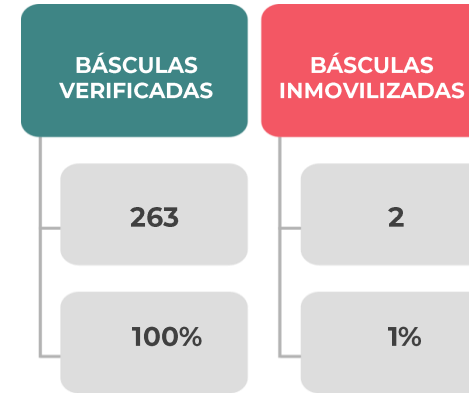 BÁSCULAS
VERIFICADAS
263
100%
BÁSCULAS
INMOVILIZADAS
2
1%